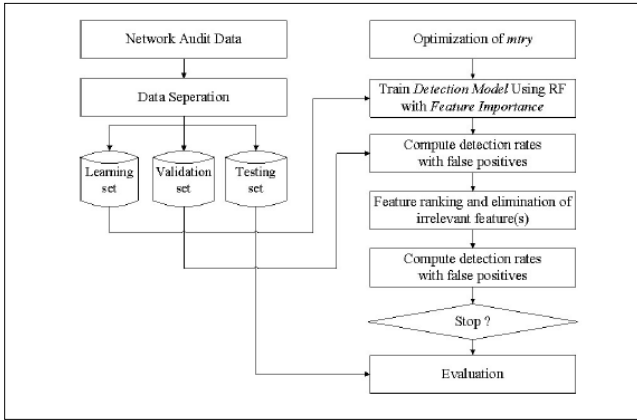 Network Audit Data
Data Seperation
Learning
set
Validation
set
Testing
set
Optimization of mtry
Train Detection Model Using RF
with Feature Importance
Compute detection rates
with false positives
Feature ranking and elimination of
irrelevant feature(s)
Compute detection rates
with false positives
Stop ?
Evaluation